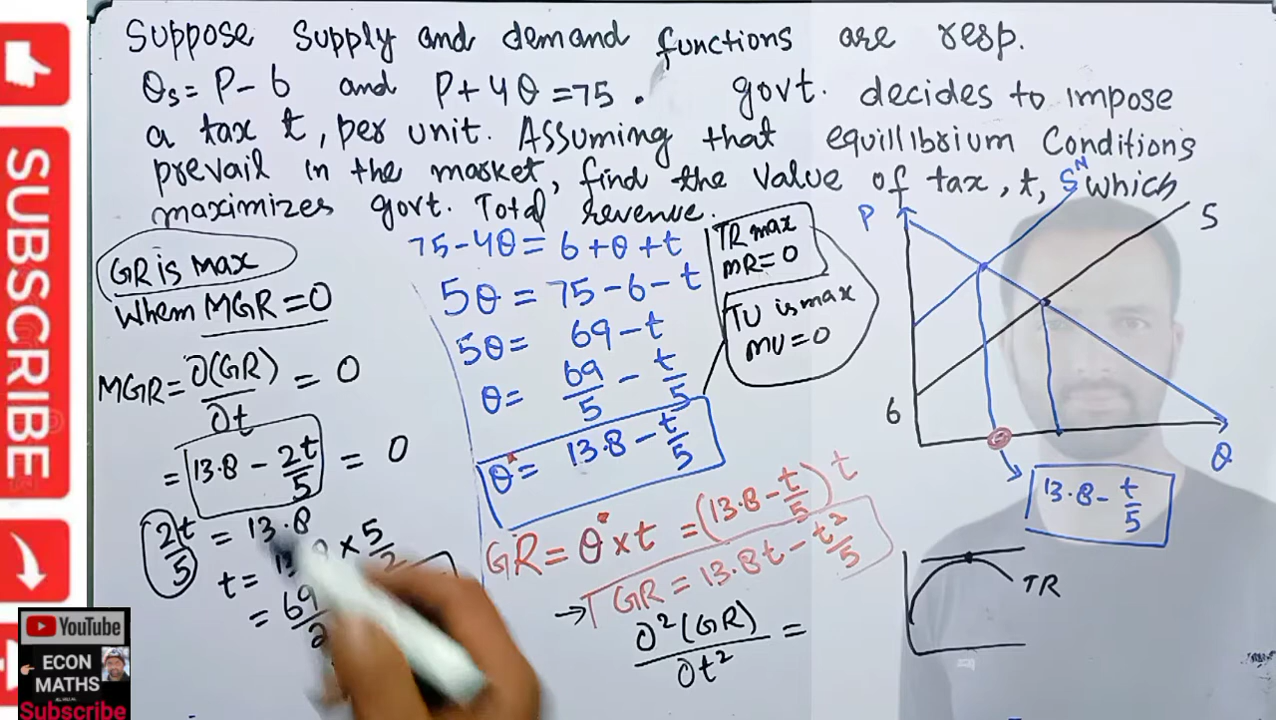 Suppose Supply and demand functions are resp.
Qs = P - 6 and P + 4Q = 75. govt. decides to impose
a tax t, per unit. Assuming that equillibrium Conditions
prevail in the market, find the value of tax, t, which
maximizes govt. Total revenue.
SUBSCRIBE
GR is max
When MGR = 0
MGR = ∂(GR)/∂t = 0
= 13.8 - 2t/5 = 0
2t/5 = 13.8
t = × 5/2
= 69
75 - 4Q = 6 + Q + t
5Q = 75 - 6 - t
5Q = 69 - t
Q = 69/5 - t/5
Q* = 13.8 - t/5
TR max
MR = 0
TU is max
MU = 0
GR = Q* × t = (13.8 - t/5) t
→ GR = 13.8t - t²/5
∂²(GR)/∂t² =
P
Sᴺ
S
6
Q
13.8 - t/5
TR
YouTube
ECON
MATHS
Subscribe